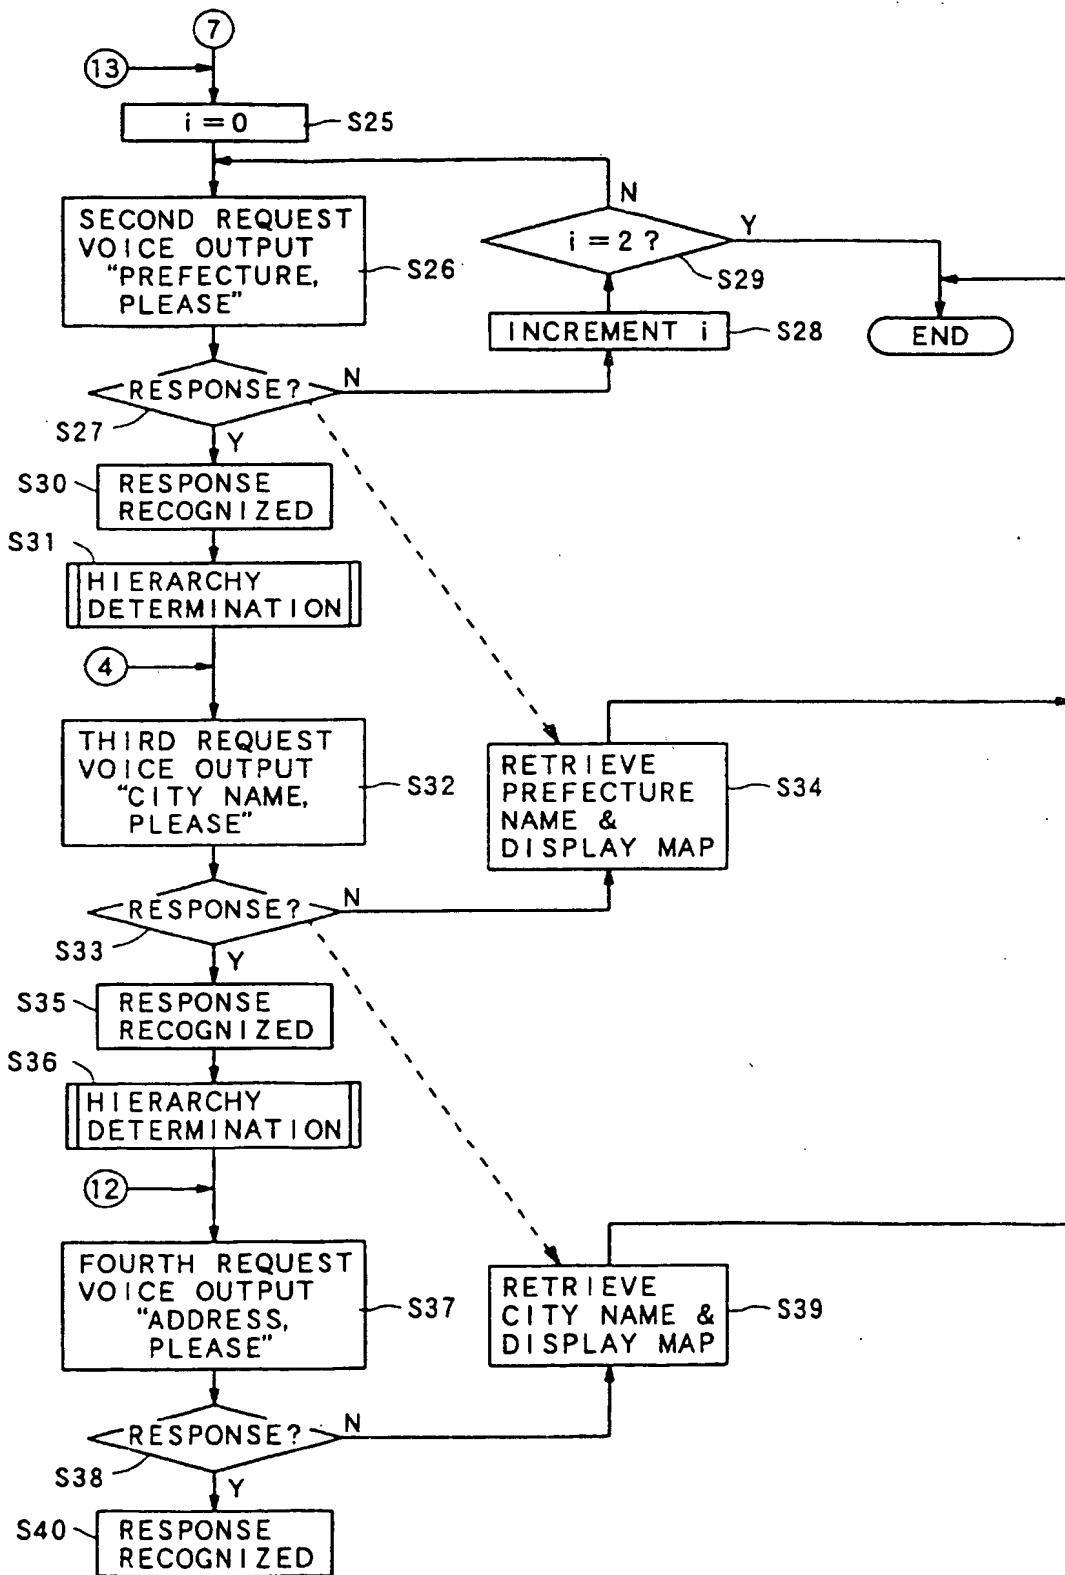 7
13
i=0
S25
SECOND REQUEST
VOICE OUTPUT
"PREFECTURE,
PLEASE"
S26
N
i=2?
Y
S29
INCREMENT i
S28
END
RESPONSE?
N
S27
Y
S30
RESPONSE
RECOGNIZED
S31
HIERARCHY
DETERMINATION
4
THIRD REQUEST
VOICE OUTPUT
"CITY NAME,
PLEASE"
S32
RETRIEVE
PREFECTURE
NAME &
DISPLAY MAP
S34
RESPONSE?
N
S33
Y
S35
RESPONSE
RECOGNIZED
S36
HIERARCHY
DETERMINATION
12
FOURTH REQUEST
VOICE OUTPUT
"ADDRESS,
PLEASE"
S37
RETRIEVE
CITY NAME &
DISPLAY MAP
S39
RESPONSE?
N
S38
Y
S40
RESPONSE
RECOGNIZED